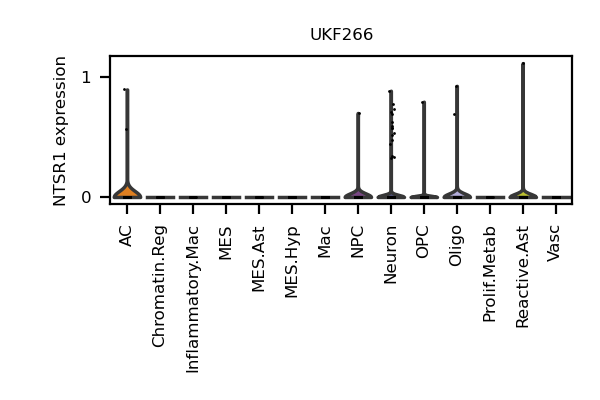 UKF266
NTSR1 expression
1
0
AC
Chromatin.Reg
Inflammatory.Mac
MES
MES.Ast
MES.Hyp
Mac
NPC
Neuron
OPC
Oligo
Prolif.Metab
Reactive.Ast
Vasc